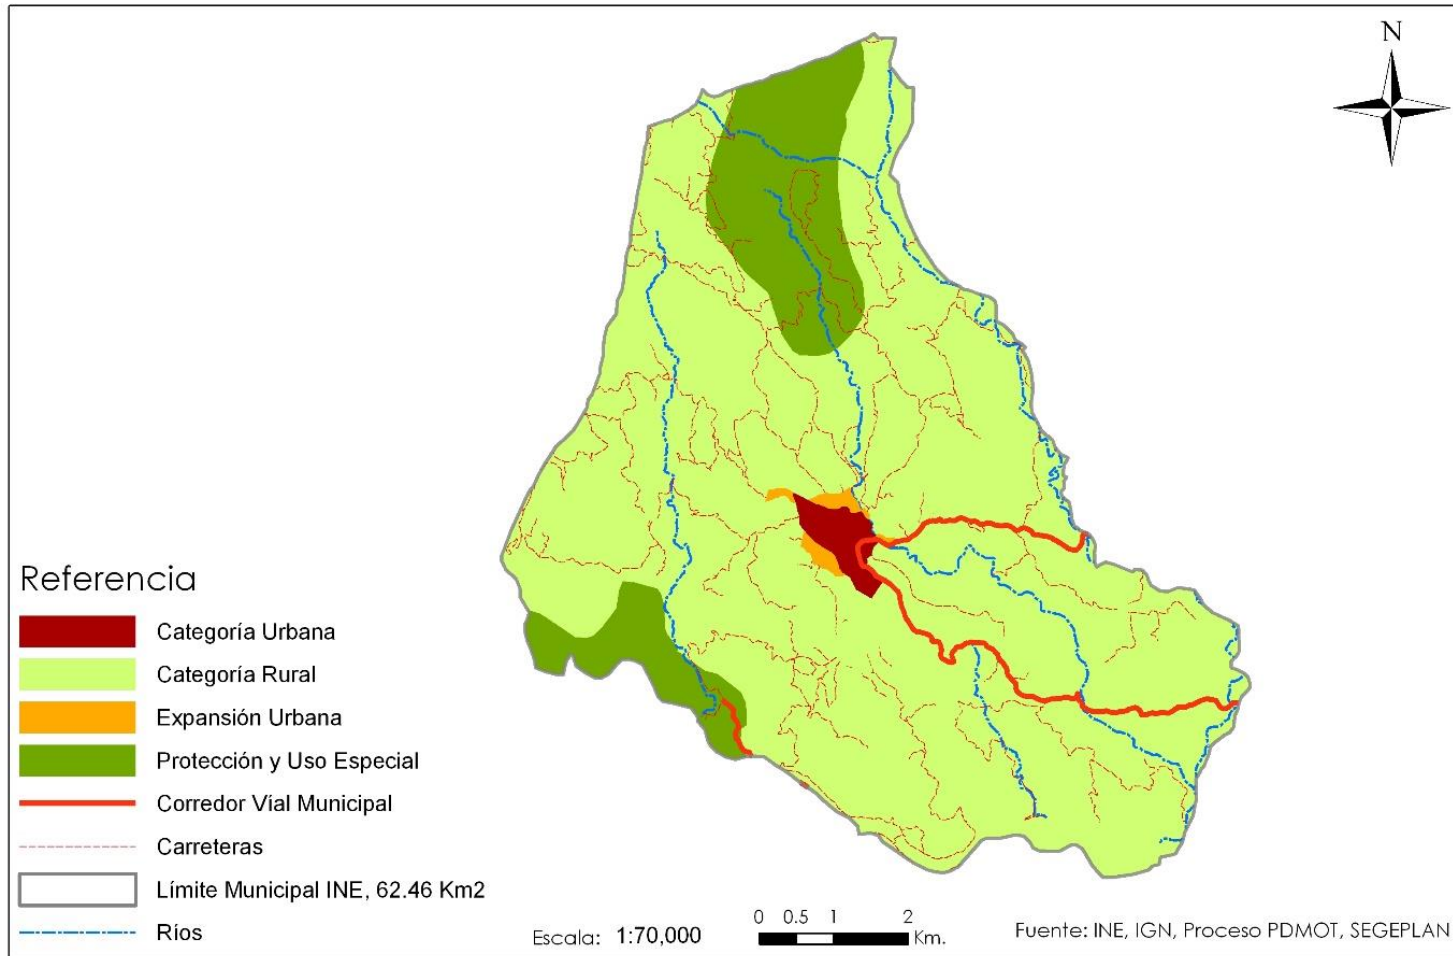 N
Referencia
Categoría Urbana
Categoría Rural
Expansión Urbana
Protección y Uso Especial
Corredor Víal Municipal
Carreteras
Límite Municipal INE, 62.46 Km2
Ríos
Escala: 1:70,000
0 0.5 1 2
Km.
Fuente: INE, IGN, Proceso PDMOT, SEGEPLAN